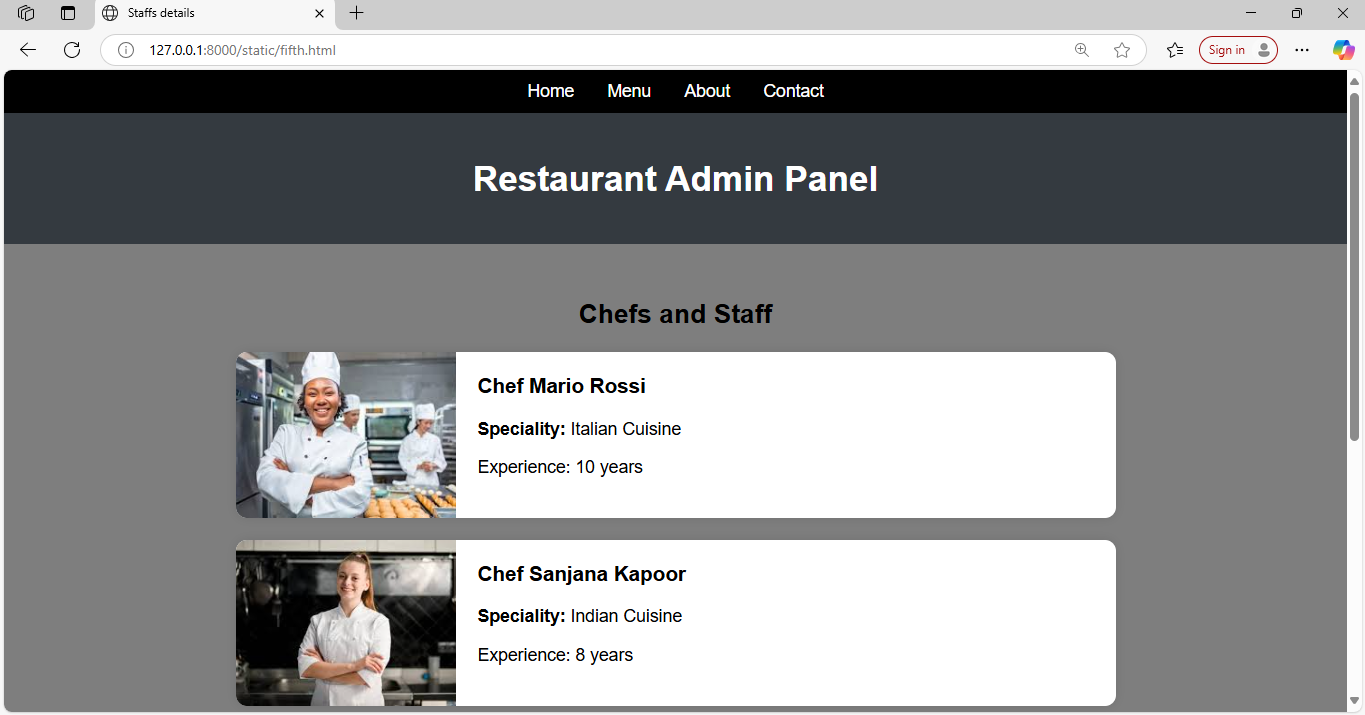 Staffs details
127.0.0.1:8000/static/fifth.html
Sign in
Home Menu About Contact
Restaurant Admin Panel
Chefs and Staff
Chef Mario Rossi
Speciality: Italian Cuisine
Experience: 10 years
Chef Sanjana Kapoor
Speciality: Indian Cuisine
Experience: 8 years